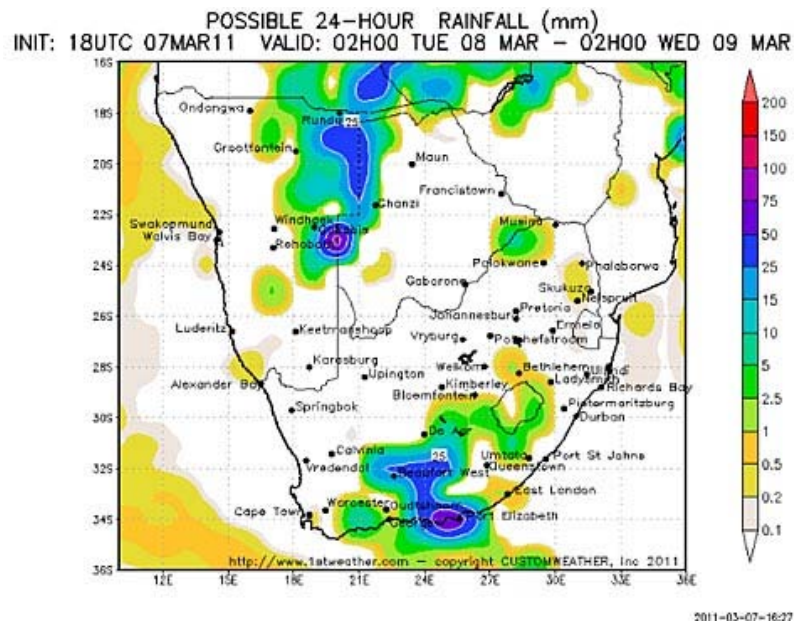 POSSIBLE 24-HOUR RAINFALL (mm)
INIT: 18UTC 07MAR11 VALID: 02H00 TUE 08 MAR – 02H00 WED 09 MAR
16S
18S
20S
22S
24S
26S
28S
30S
32S
34S
36S
Ondangwa
Rundu
25
Grootfontein
Maun
Francistown
Ghanzi
Windhoek
Swakopmund
Walvis Bay
Rehoboth
Musina
Polokwane
Phalaborwa
Gaborone
Skukuza
Nelspruit
Pretoria
Johannesburg
Ermelo
Luderitz
Keetmanshoop
Vryburg
Potchefstroom
Karasburg
Welkom
Bethlehem
Ulundi
Upington
Ladysmith
Alexander Bay
Kimberley
Richards Bay
Bloemfontein
Springbok
Pietermaritzburg
Durban
De Aar
Calvinia
25
Umtata
Port St Johns
Vredendal
Beaufort West
Queenstown
East London
Worcester
Oudtshoorn
Cape Town
George
Port Elizabeth
http://www.1stweather.com – copyright CUSTOMWEATHER, Inc 2011
12E 15E 18E 21E 24E 27E 30E 33E 36E
200
150
100
75
50
25
15
10
5
2.5
1
0.5
0.2
0.1
2011-03-07-16:27